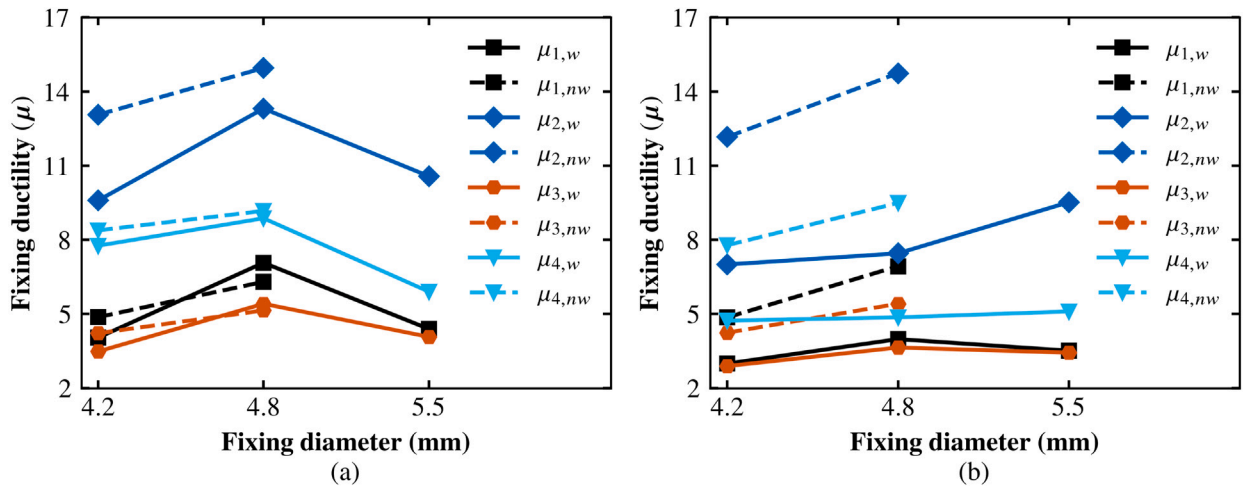 17
14
11
8
5
2
Fixing ductility (μ)
4.2
4.8
5.5
Fixing diameter (mm)
(a)
μ1,w
μ1,nw
μ2,w
μ2,nw
μ3,w
μ3,nw
μ4,w
μ4,nw
17
14
11
8
5
2
Fixing ductility (μ)
4.2
4.8
5.5
Fixing diameter (mm)
(b)
μ1,w
μ1,nw
μ2,w
μ2,nw
μ3,w
μ3,nw
μ4,w
μ4,nw